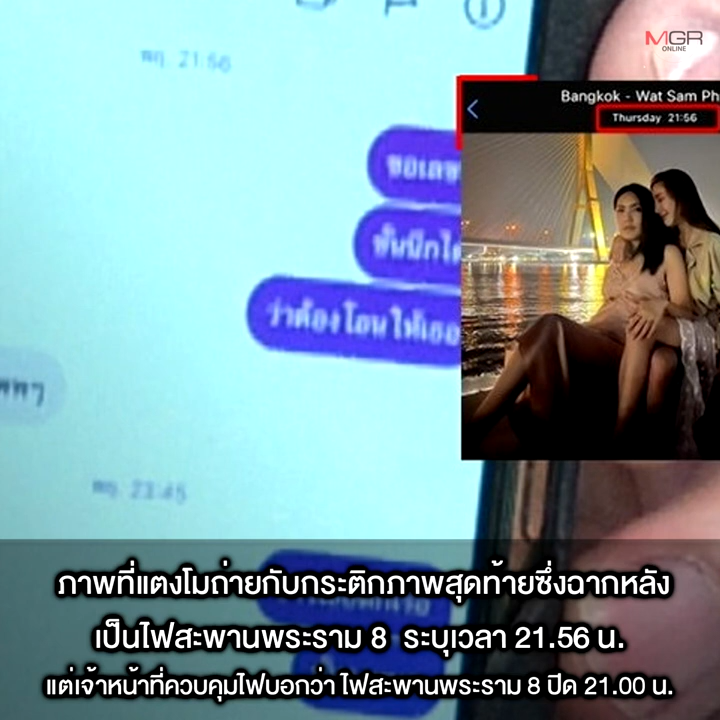 MGR
ONLINE
พฤ. 21:56
Bangkok - Wat Sam Ph
Thursday 21:56
ขอเลข
ว่าต้องโอนให้เธอ
พฤ. 23:45
ภาพที่แตงโมถ่ายกับกระติกภาพสุดท้ายซึ่งฉากหลัง
เป็นไฟสะพานพระราม 8 ระบุเวลา 21.56 น.
แต่เจ้าหน้าที่ควบคุมไฟบอกว่า ไฟสะพานพระราม 8 ปิด 21.00 น.